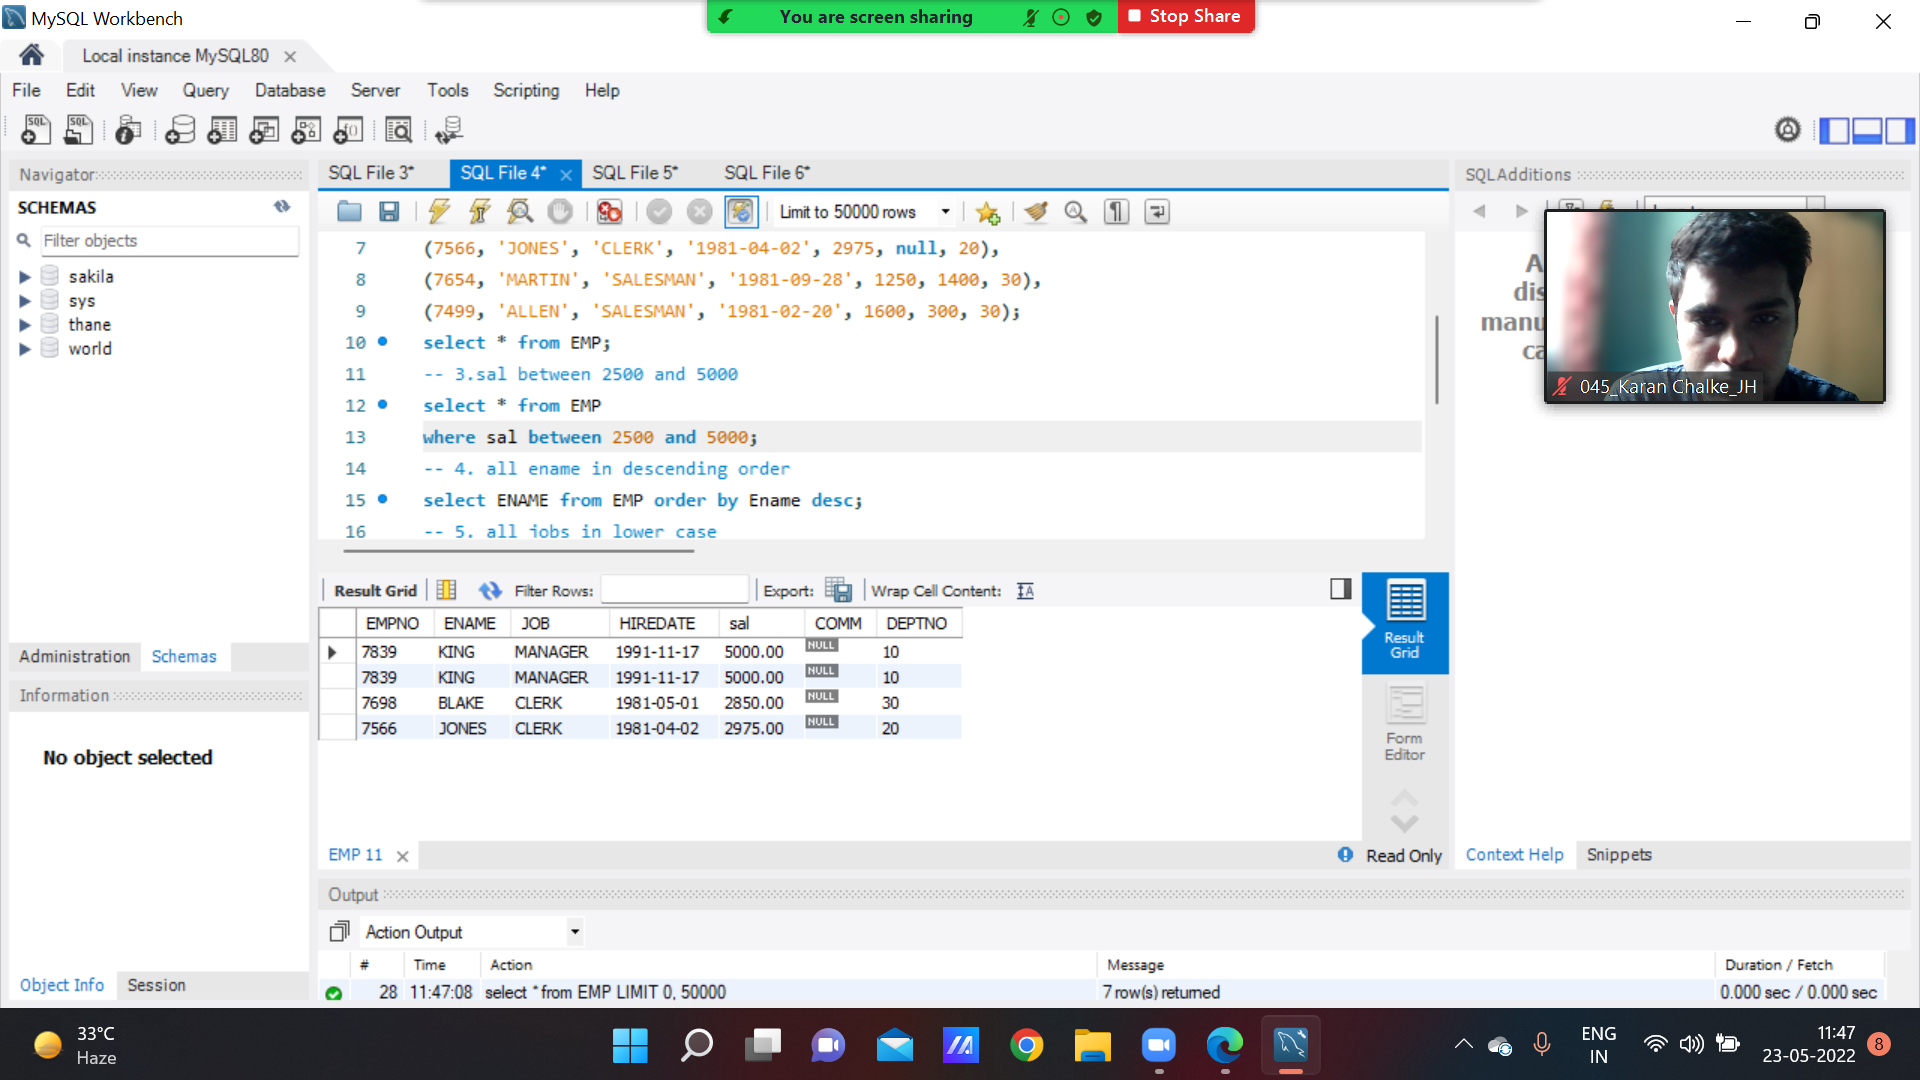 MySQL Workbench
You are screen sharing
Stop Share
Local instance MySQL80
File Edit View Query Database Server Tools Scripting Help
Navigator
SCHEMAS
Filter objects
sakila
sys
thane
world
Administration Schemas
Information
No object selected
Object Info Session
SQL File 3* SQL File 4* SQL File 5* SQL File 6*
Limit to 50000 rows
7 (7566, 'JONES', 'CLERK', '1981-04-02', 2975, null, 20),
8 (7654, 'MARTIN', 'SALESMAN', '1981-09-28', 1250, 1400, 30),
9 (7499, 'ALLEN', 'SALESMAN', '1981-02-20', 1600, 300, 30);
10 select * from EMP;
11 -- 3.sal between 2500 and 5000
12 select * from EMP
13 where sal between 2500 and 5000;
14 -- 4. all ename in descending order
15 select ENAME from EMP order by Ename desc;
16 -- 5. all jobs in lower case
Result Grid Filter Rows: Export: Wrap Cell Content:
EMPNO ENAME JOB HIREDATE sal COMM DEPTNO
7839 KING MANAGER 1991-11-17 5000.00 NULL 10
7839 KING MANAGER 1991-11-17 5000.00 NULL 10
7698 BLAKE CLERK 1981-05-01 2850.00 NULL 30
7566 JONES CLERK 1981-04-02 2975.00 NULL 20
Result
Grid
Form
Editor
EMP 11
Read Only
SQLAdditions
045_Karan Chalke_JH
Context Help Snippets
Output
Action Output
# Time Action Message Duration / Fetch
28 11:47:08 select * from EMP LIMIT 0, 50000 7 row(s) returned 0.000 sec / 0.000 sec
33°C
Haze
ENG
IN
11:47
23-05-2022
8